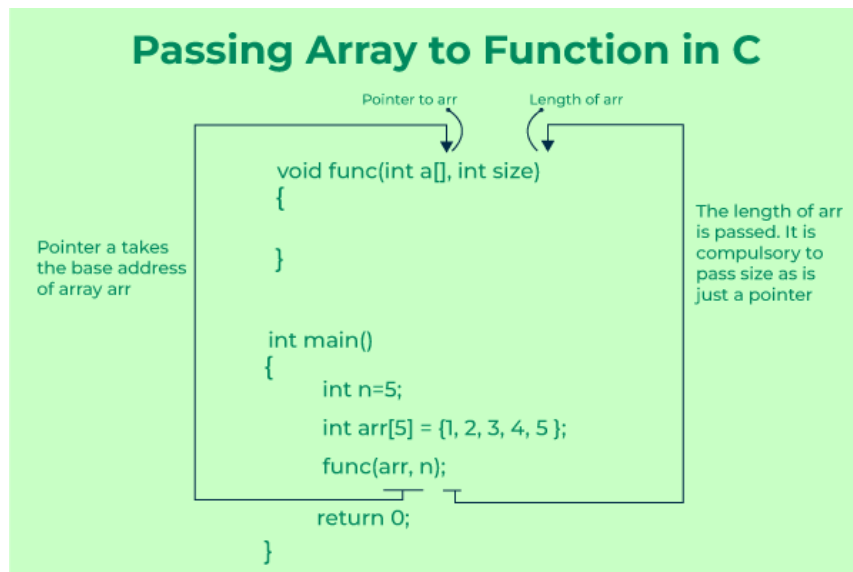 Passing Array to Function in C
Pointer to arr
Length of arr
void func(int a[], int size)
{
}
Pointer a takes
the base address
of array arr
The length of arr
is passed. It is
compulsory to
pass size as is
just a pointer
int main()
{
int n=5;
int arr[5] = {1, 2, 3, 4, 5 };
func(arr, n);
return 0;
}